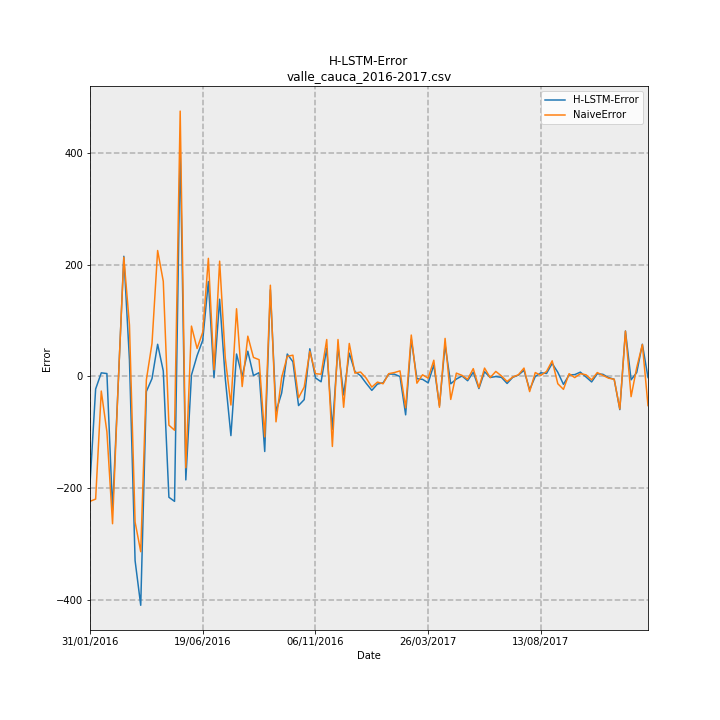 H-LSTM-Error
valle_cauca_2016-2017.csv
H-LSTM-Error
NaiveError
Error
400
200
0
−200
−400
31/01/2016
19/06/2016
06/11/2016
26/03/2017
13/08/2017
Date